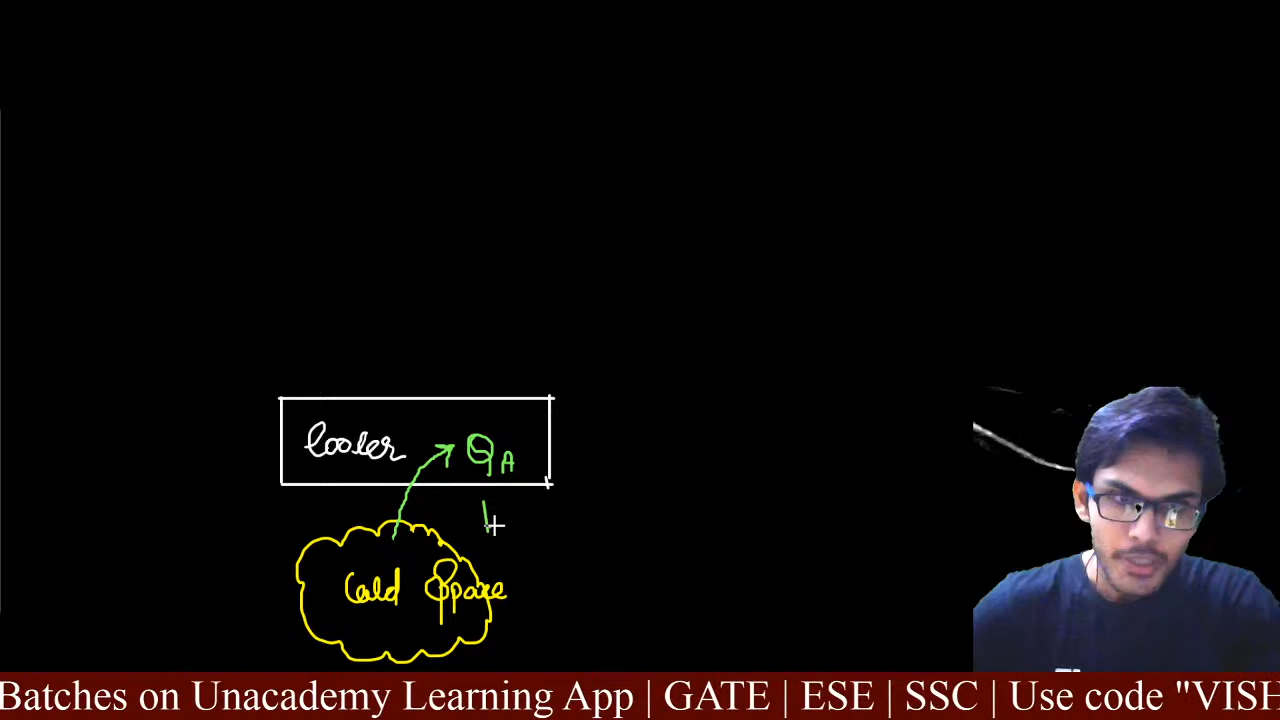 Cooler QA
Cold Space
Batches on Unacademy Learning App | GATE | ESE | SSC | Use code "VISH